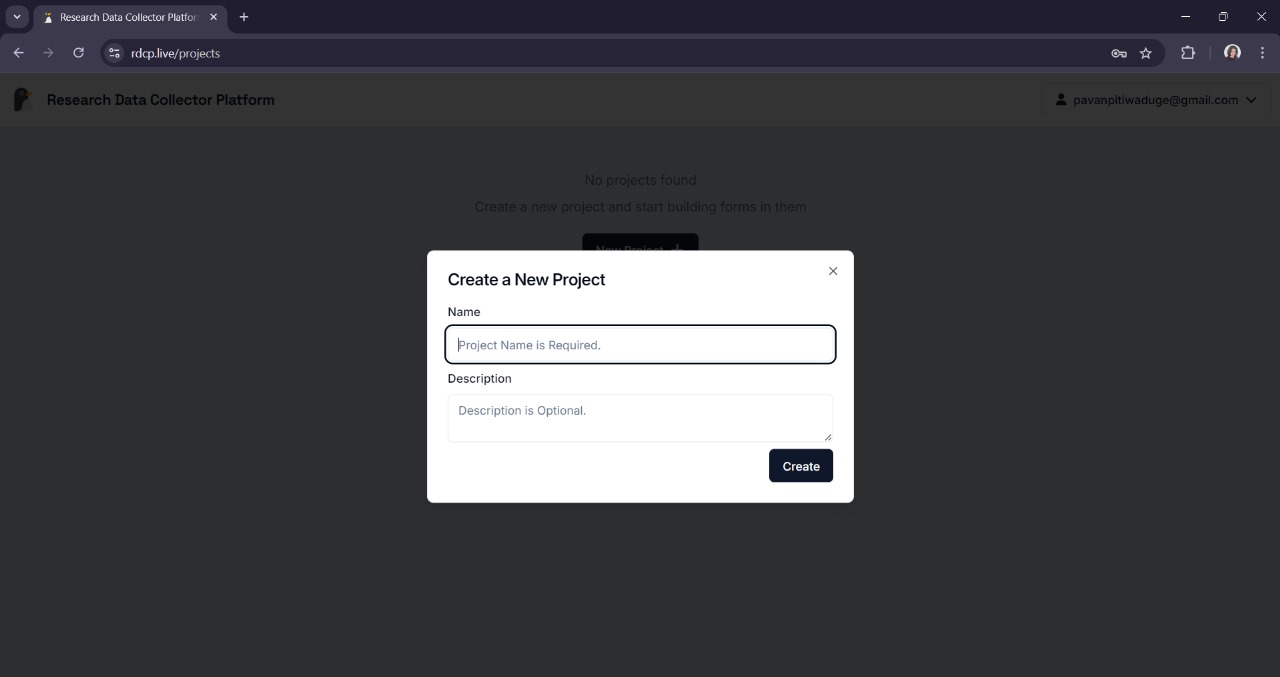 Research Data Collector Platfor
rdcp.live/projects
Research Data Collector Platform
pavanpitiwaduge@gmail.com
No projects found
Create a new project and start building forms in them
New Project
Create a New Project
Name
Project Name is Required.
Description
Description is Optional.
Create